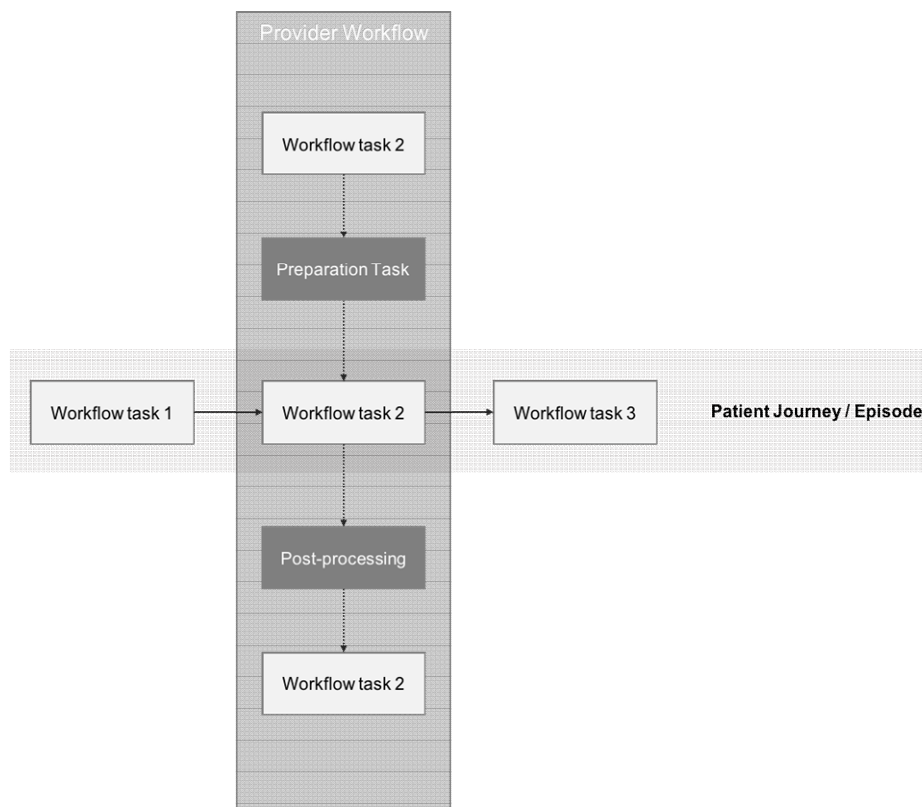 Provider Workflow
Workflow task 2
Preparation Task
Workflow task 1
Workflow task 2
Workflow task 3
Patient Journey / Episode
Post-processing
Workflow task 2